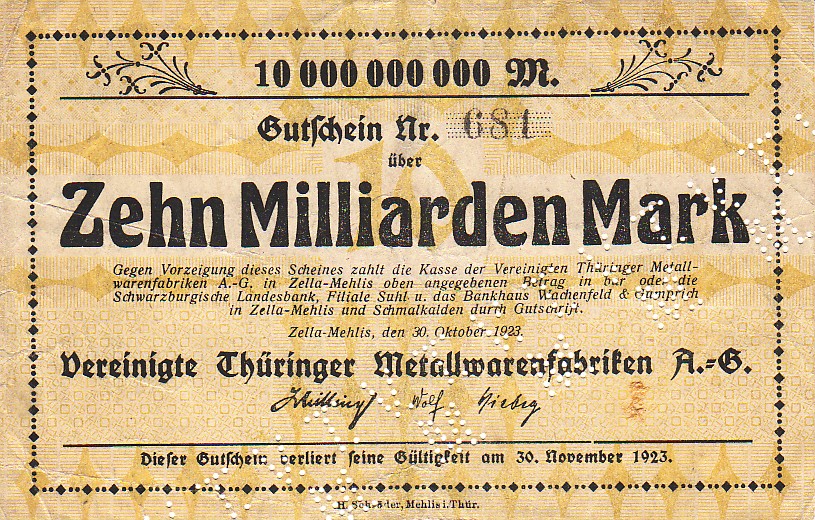 10 000 000 000 M.
Gutschein Nr. 681
über
Zehn Milliarden Mark
Gegen Vorzeigung dieses Scheines zahlt die Kasse der Vereinigten Thüringer Metall-
warenfabriken A.-G. in Zella-Mehlis oben angegebenen Betrag in bar oder die
Schwarzburgische Landesbank, Filiale Suhl u. das Bankhaus Wachenfeld & Gumprich
in Zella-Mehlis und Schmalkalden durch Gutschrift.
Zella-Mehlis, den 30. Oktober 1923.
Vereinigte Thüringer Metallwarenfabriken A.-G.
Wolf
Dieser Gutschein verliert seine Gültigkeit am 30. November 1923.
H. Schröder, Mehlis i. Thür.